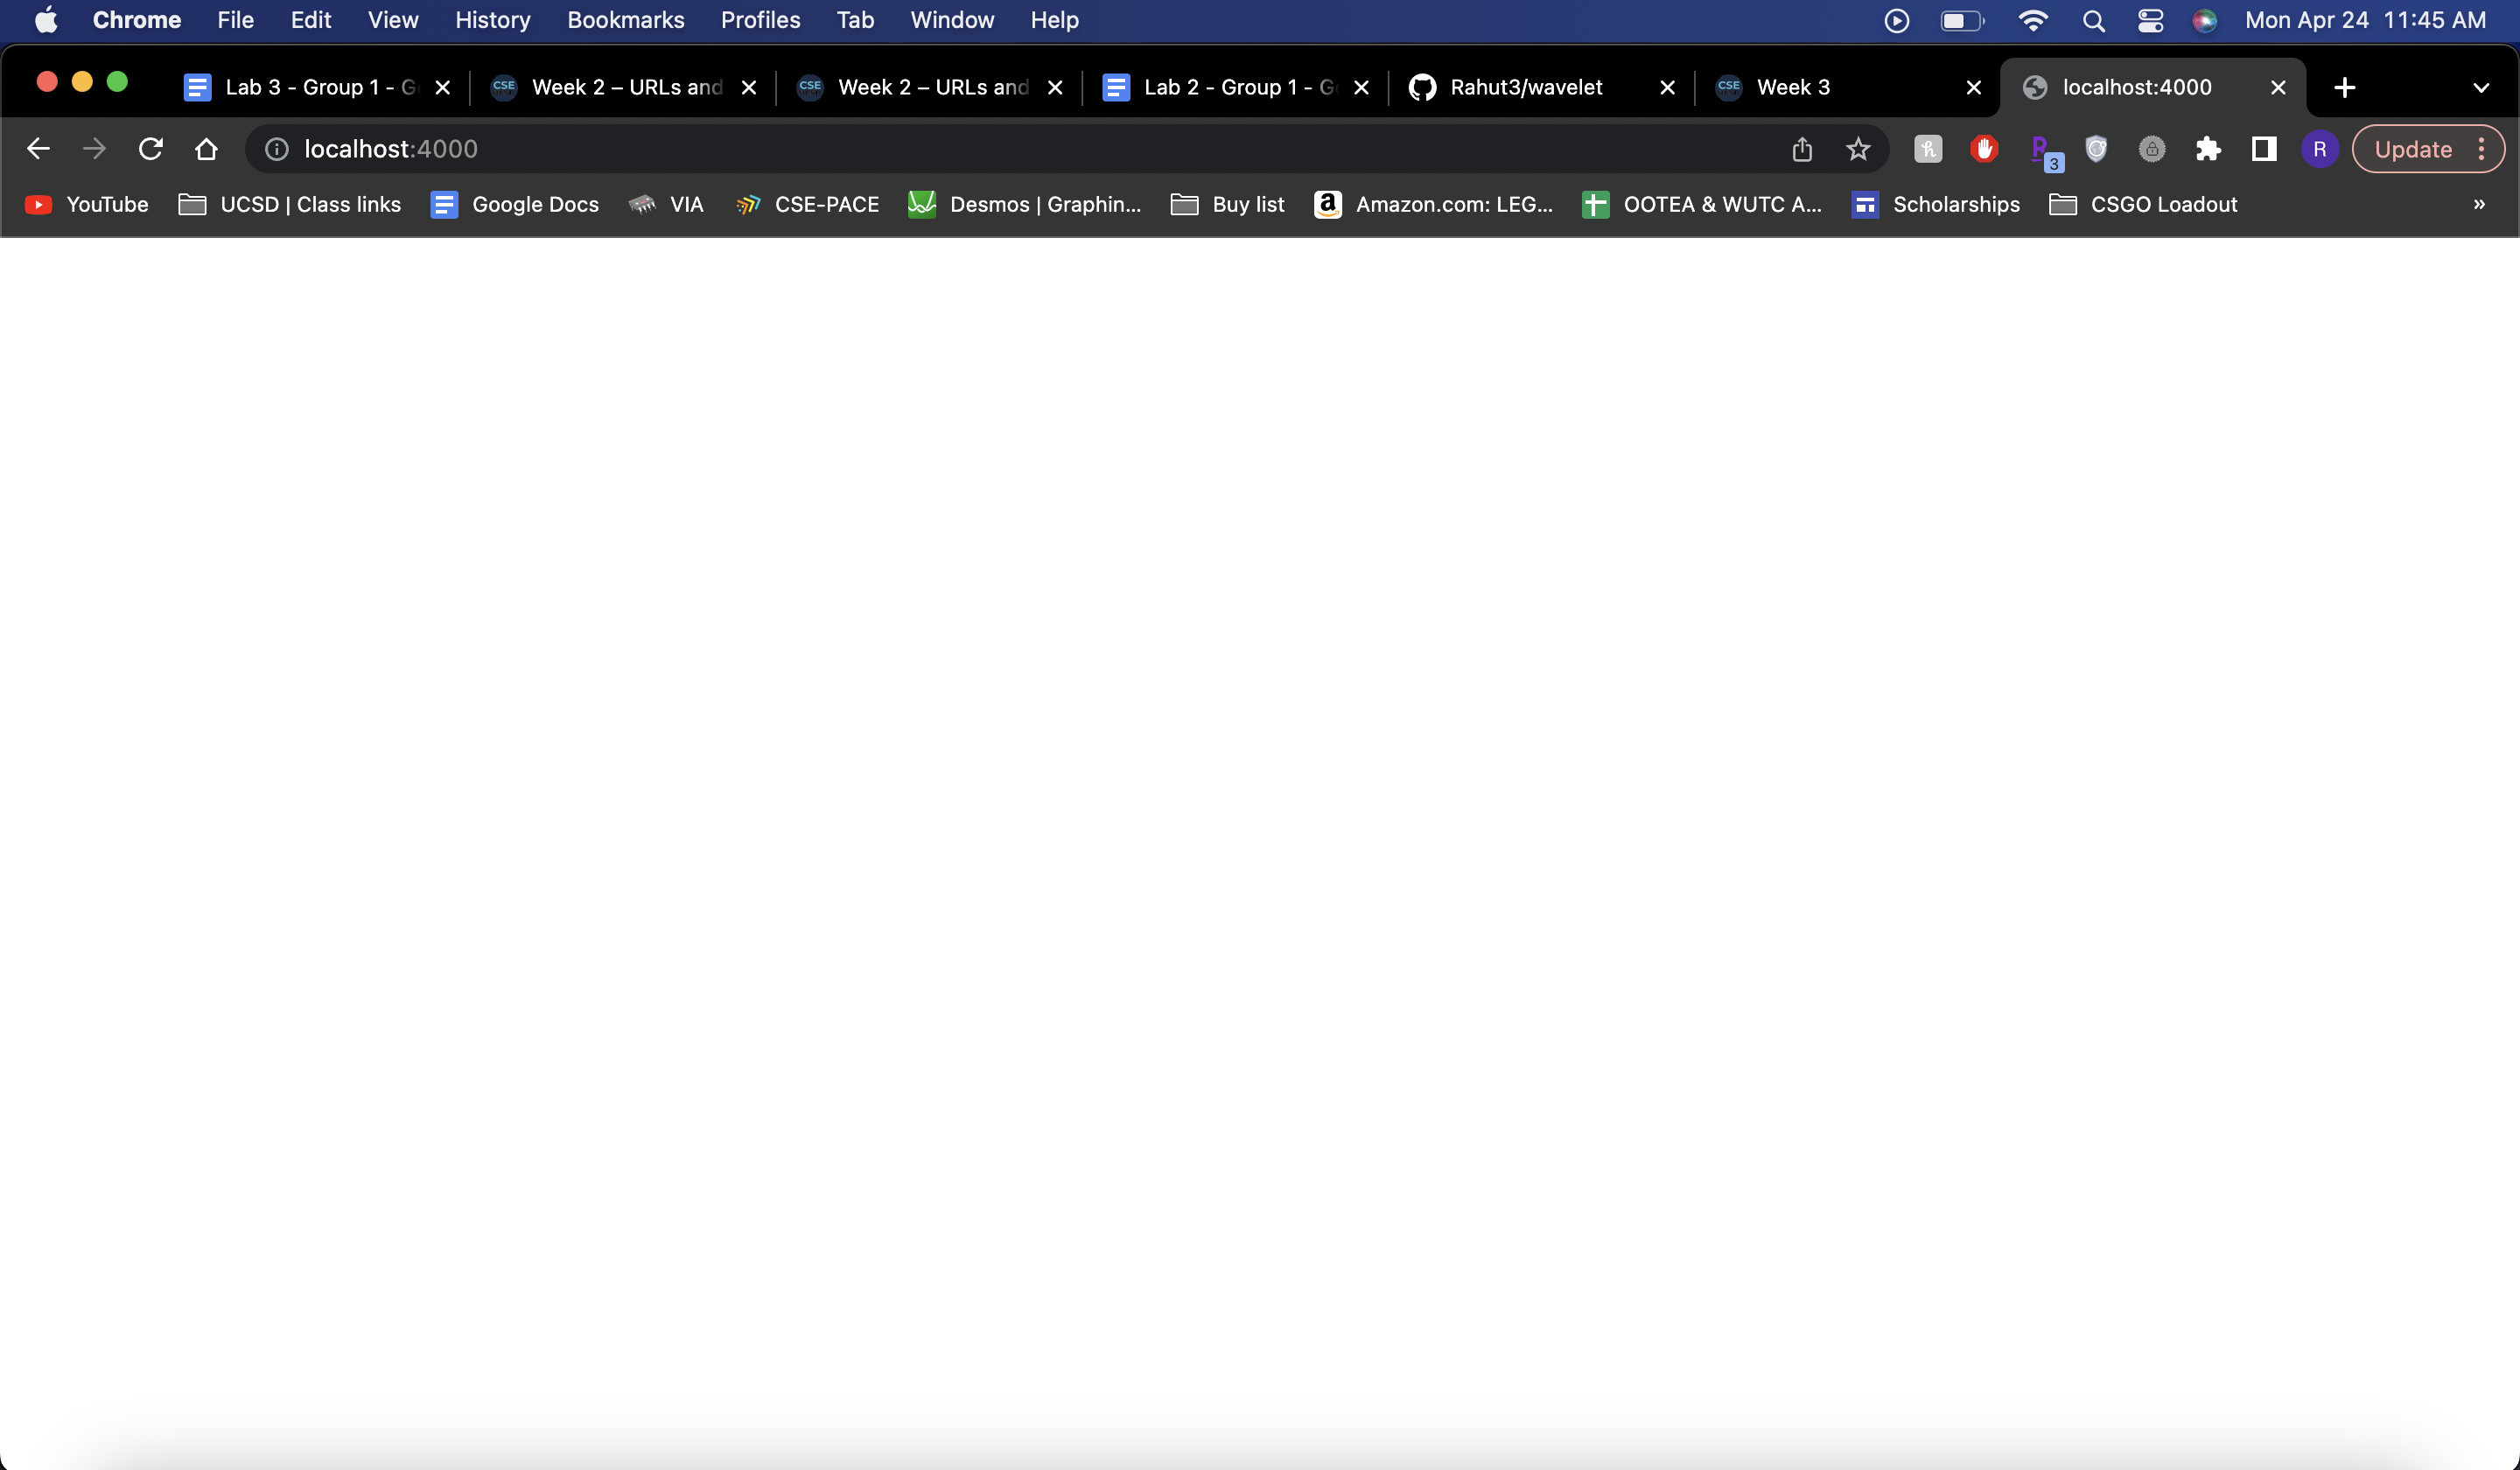 Chrome File Edit View History Bookmarks Profiles Tab Window Help Mon Apr 24 11:45 AM
Lab 3 - Group 1 - G CSE Week 2 – URLs and CSE Week 2 – URLs and Lab 2 - Group 1 - G Rahut3/wavelet CSE Week 3 localhost:4000
localhost:4000 h 3 R Update
YouTube UCSD | Class links Google Docs VIA CSE-PACE Desmos | Graphin... Buy list a Amazon.com: LEG... OOTEA & WUTC A... Scholarships CSGO Loadout »